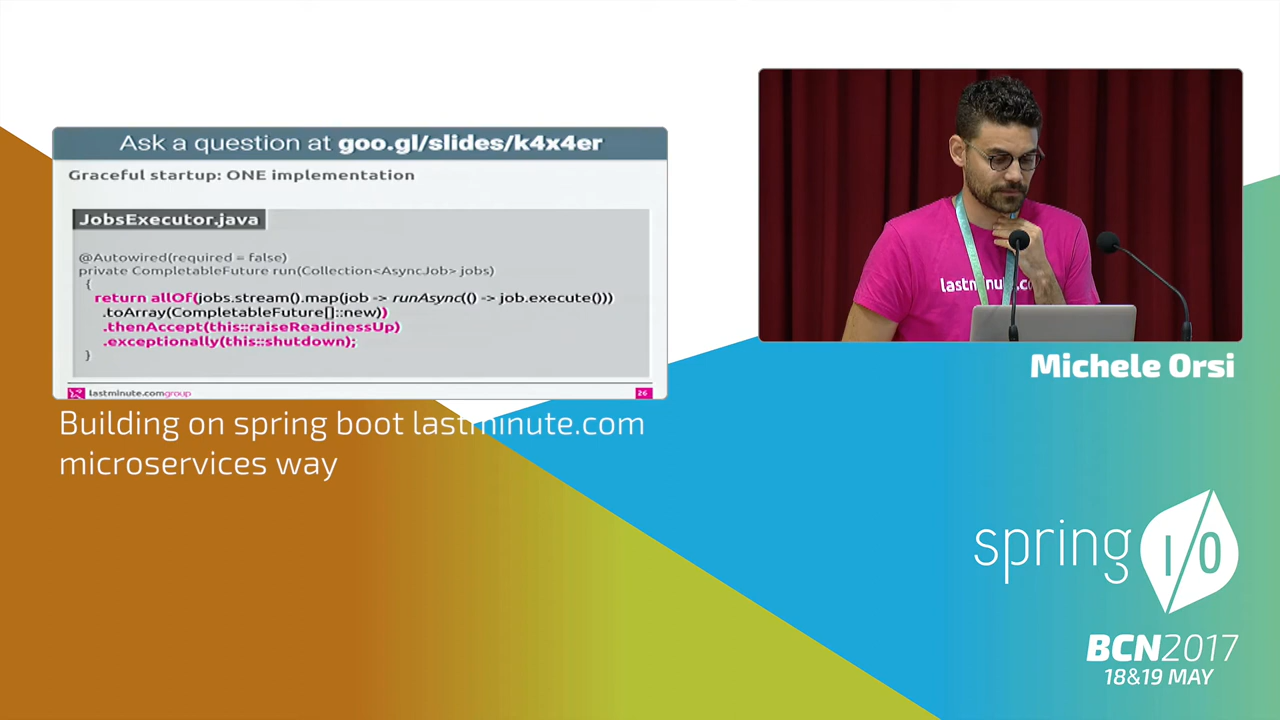 Ask a question at goo.gl/slides/k4x4er
Graceful startup: ONE implementation
JobsExecutor.java
@Autowired(required = false)
private CompletableFuture run(Collection<AsyncJob> jobs)
{
return allOf(jobs.stream().map(job -> runAsync(() -> job.execute()))
.toArray(CompletableFuture[]::new))
.thenAccept(this::raiseReadinessUp)
.exceptionally(this::shutdown);
}
lastminute.comgroup
26
Building on spring boot lastminute.com
microservices way
lastminute.co
Michele Orsi
spring I/O
BCN2017
18&19 MAY